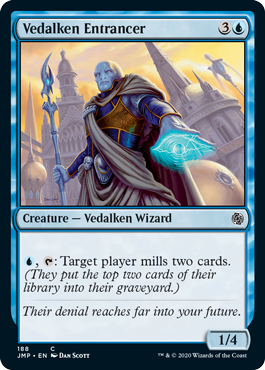 Vedalken Entrancer 3
Creature — Vedalken Wizard
: Target player mills two cards.
(They put the top two cards of their
library into their graveyard.)
Their denial reaches far into your future.
1/4
188 C
JMP • EN Dan Scott
™ & © 2020 Wizards of the Coast